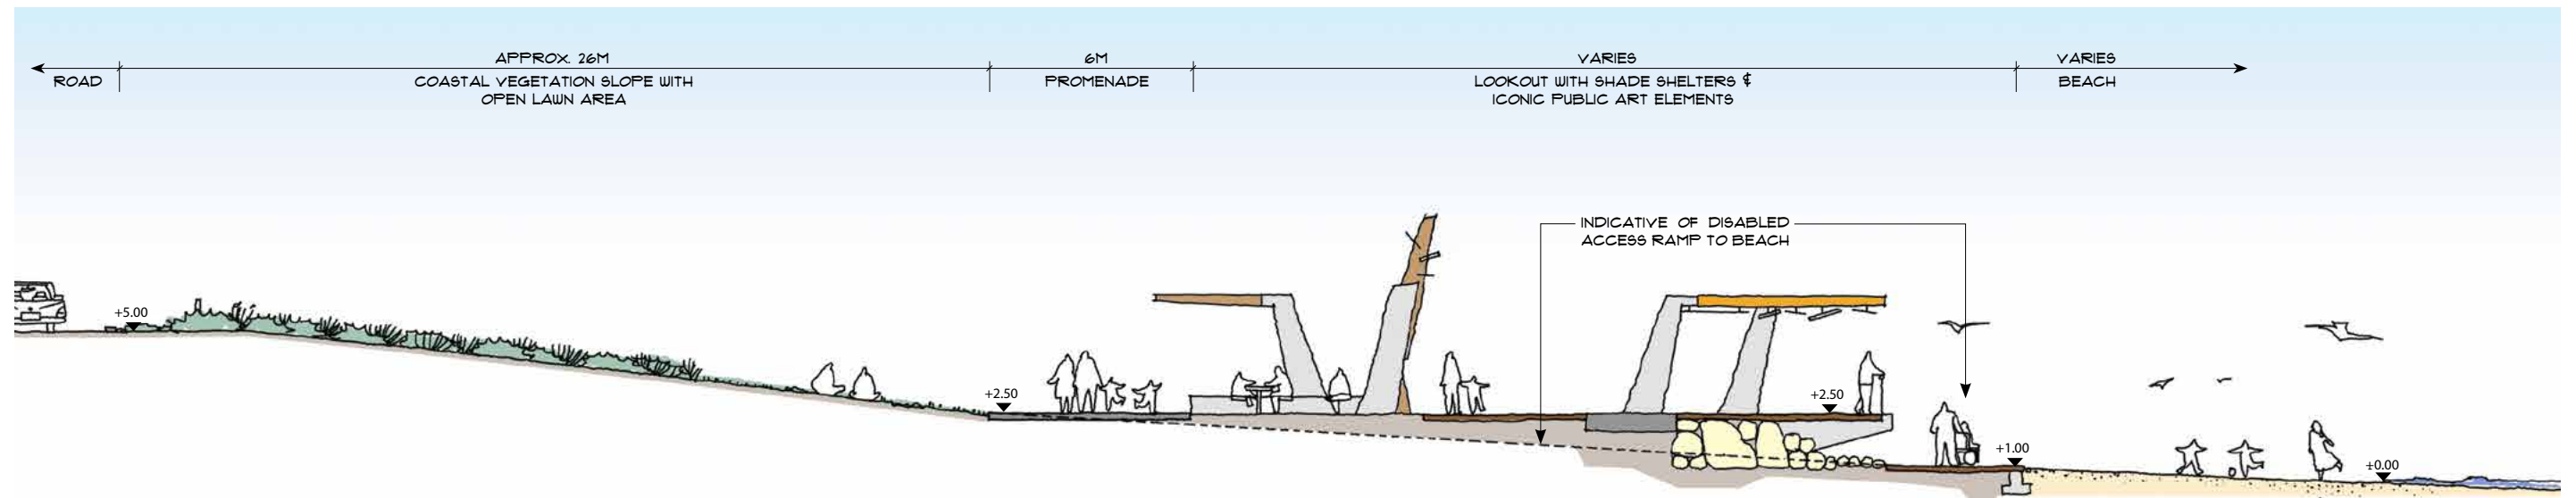 APPROX. 26M
6M
VARIES
VARIES
ROAD
COASTAL VEGETATION SLOPE WITH
OPEN LAWN AREA
PROMENADE
LOOKOUT WITH SHADE SHELTERS &
ICONIC PUBLIC ART ELEMENTS
BEACH
INDICATIVE OF DISABLED
ACCESS RAMP TO BEACH
+5.00
+2.50
+2.50
+1.00
+0.00